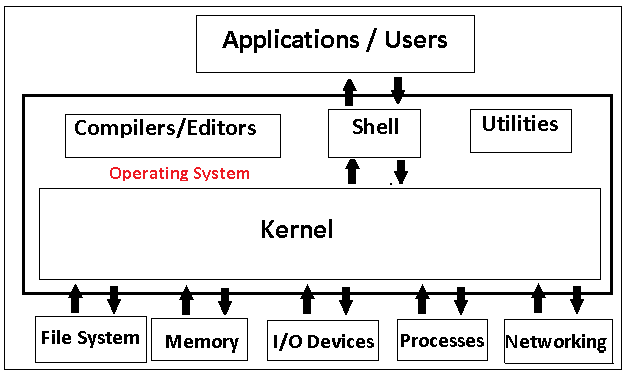 Applications / Users
Compilers/Editors
Shell
Utilities
Operating System
Kernel
File System
Memory
I/O Devices
Processes
Networking